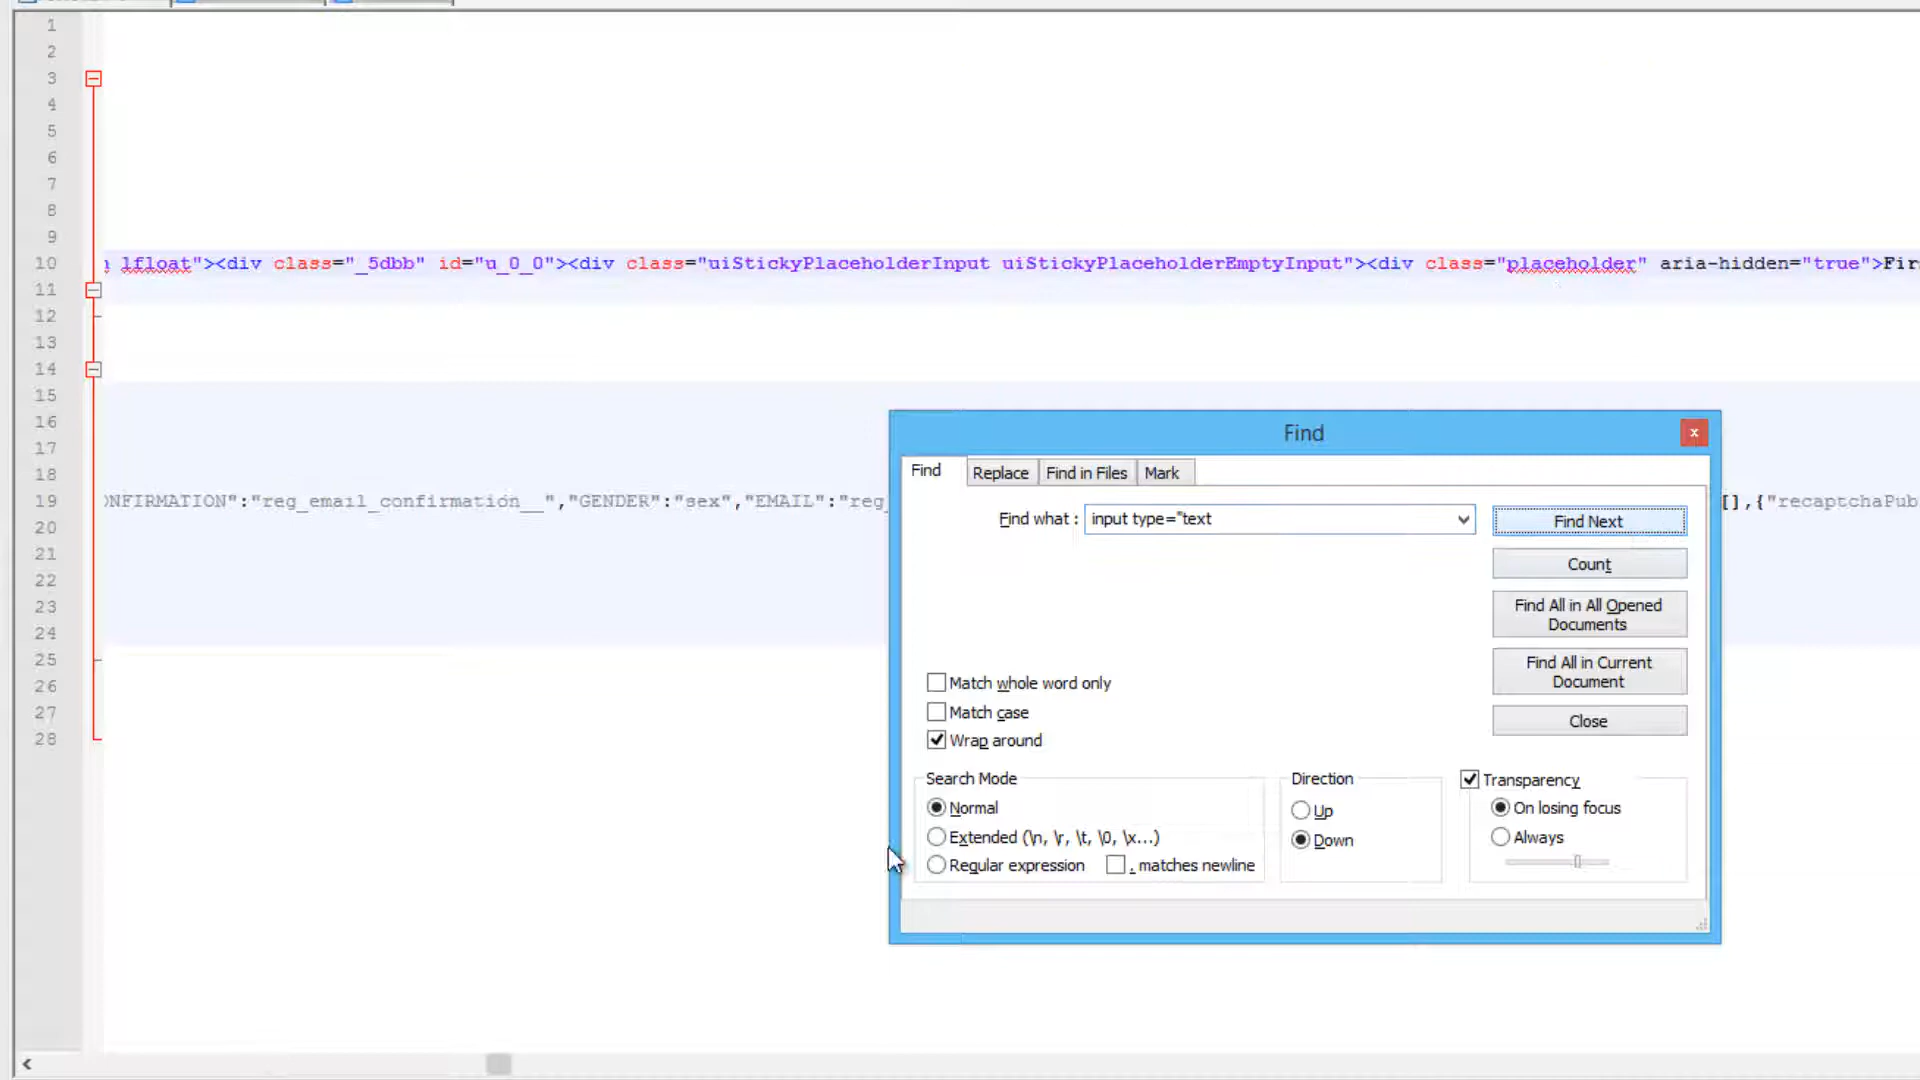 1
2
3
4
5
6
7
8
9
10 lfloat"><div class="_5dbb" id="u_0_0"><div class="uiStickyPlaceholderInput uiStickyPlaceholderEmptyInput"><div class="placeholder" aria-hidden="true">Fir
11
12
13
14
15
16
17
18
19 ONFIRMATION":"reg_email_confirmation__","GENDER":"sex","EMAIL":"reg_ [],{"recaptchaPub
20
21
22
23
24
25
26
27
28
Find
x
Find Replace Find in Files Mark
Find what : input type="text
Find Next
Count
Find All in All Opened
Documents
Find All in Current
Document
Close
Match whole word only
Match case
Wrap around
Search Mode
Normal
Extended (\n, \r, \t, \0, \x...)
Regular expression . matches newline
Direction
Up
Down
Transparency
On losing focus
Always